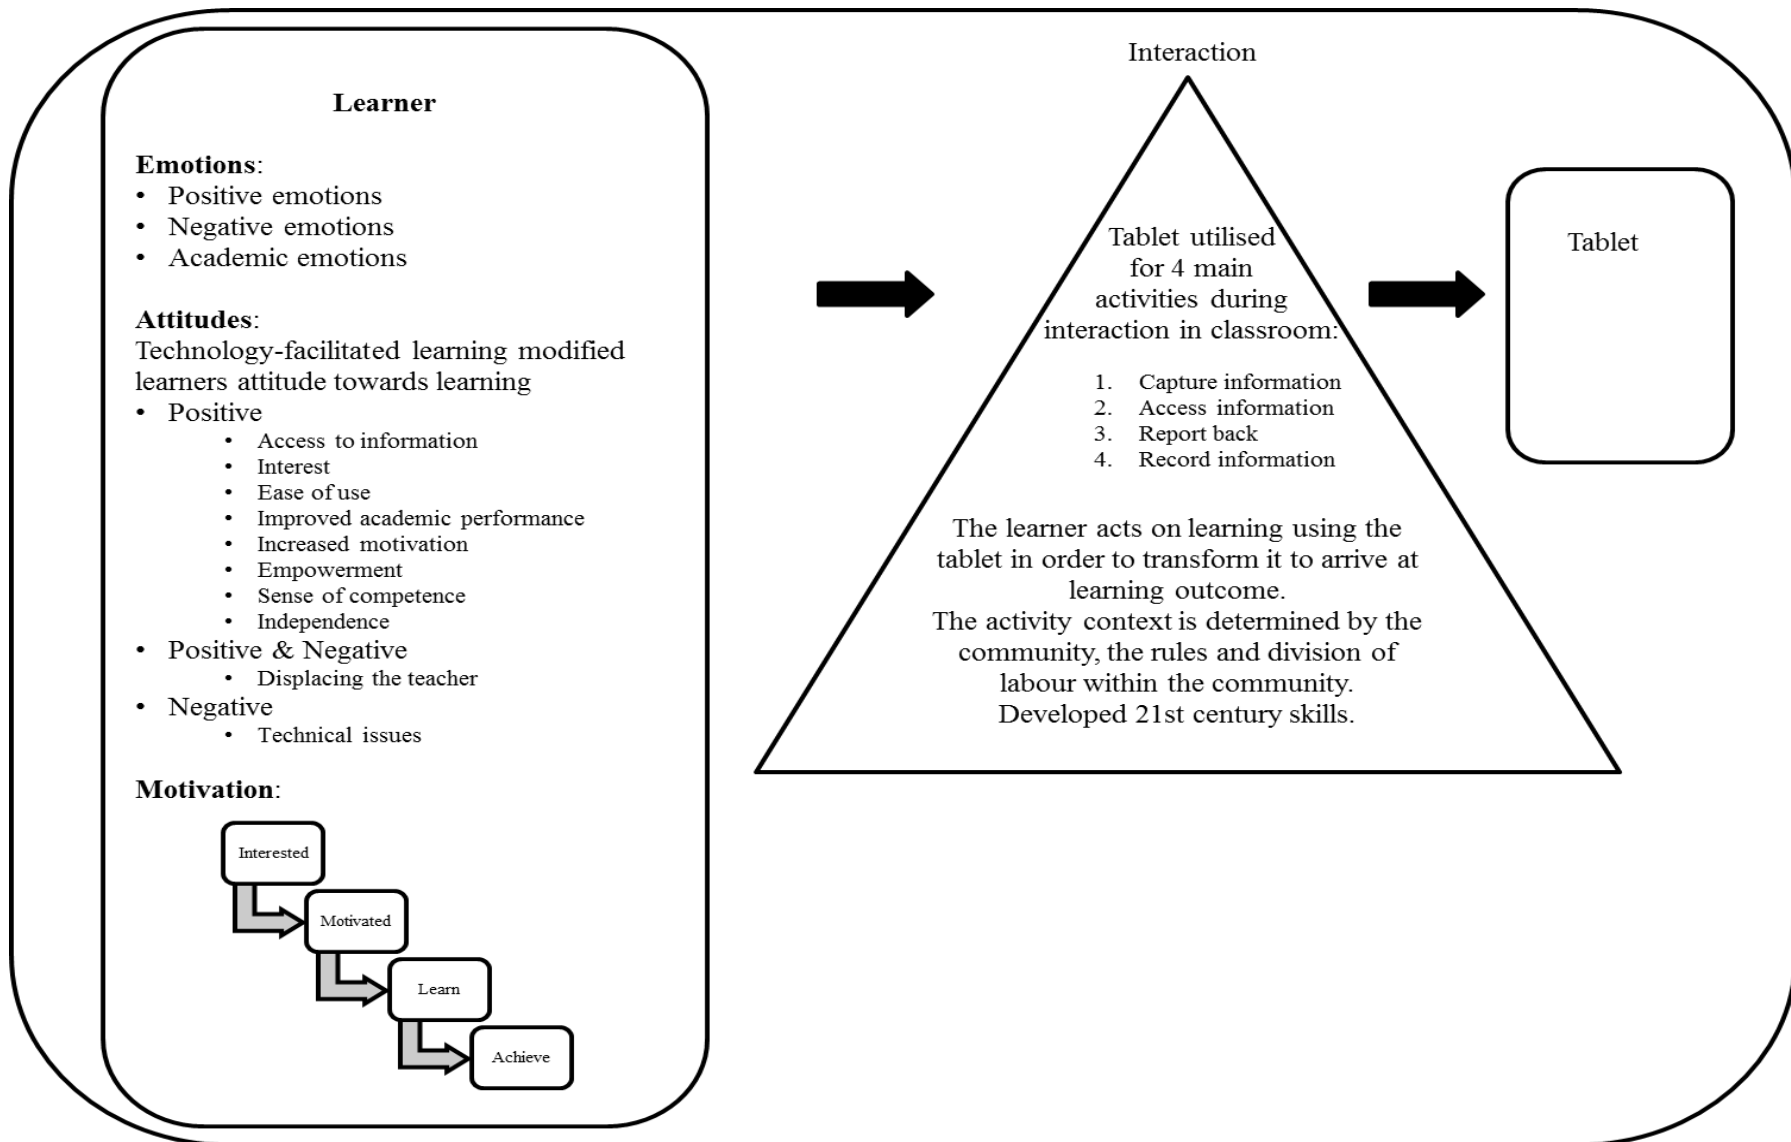 Learner
Emotions:
• Positive emotions
• Negative emotions
• Academic emotions
Attitudes:
Technology-facilitated learning modified
learners attitude towards learning
• Positive
• Access to information
• Interest
• Ease of use
• Improved academic performance
• Increased motivation
• Empowerment
• Sense of competence
• Independence
• Positive & Negative
• Displacing the teacher
• Negative
• Technical issues
Motivation:
Interested
Motivated
Learn
Achieve
Interaction
Tablet utilised
for 4 main
activities during
interaction in classroom:
1. Capture information
2. Access information
3. Report back
4. Record information
The learner acts on learning using the
tablet in order to transform it to arrive at
learning outcome.
The activity context is determined by the
community, the rules and division of
labour within the community.
Developed 21st century skills.
Tablet